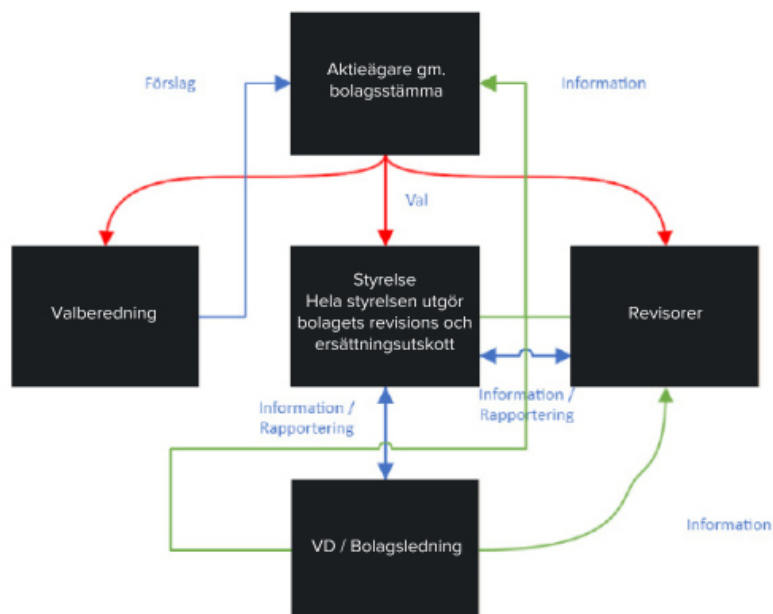 Aktieägare gm.
bolagsstämma
Förslag
Information
Val
Valberedning
Styrelse
Hela styrelsen utgör
bolagets revisions och
ersättningsutskott
Revisorer
Information /
Rapportering
Information /
Rapportering
VD / Bolagsledning
Information